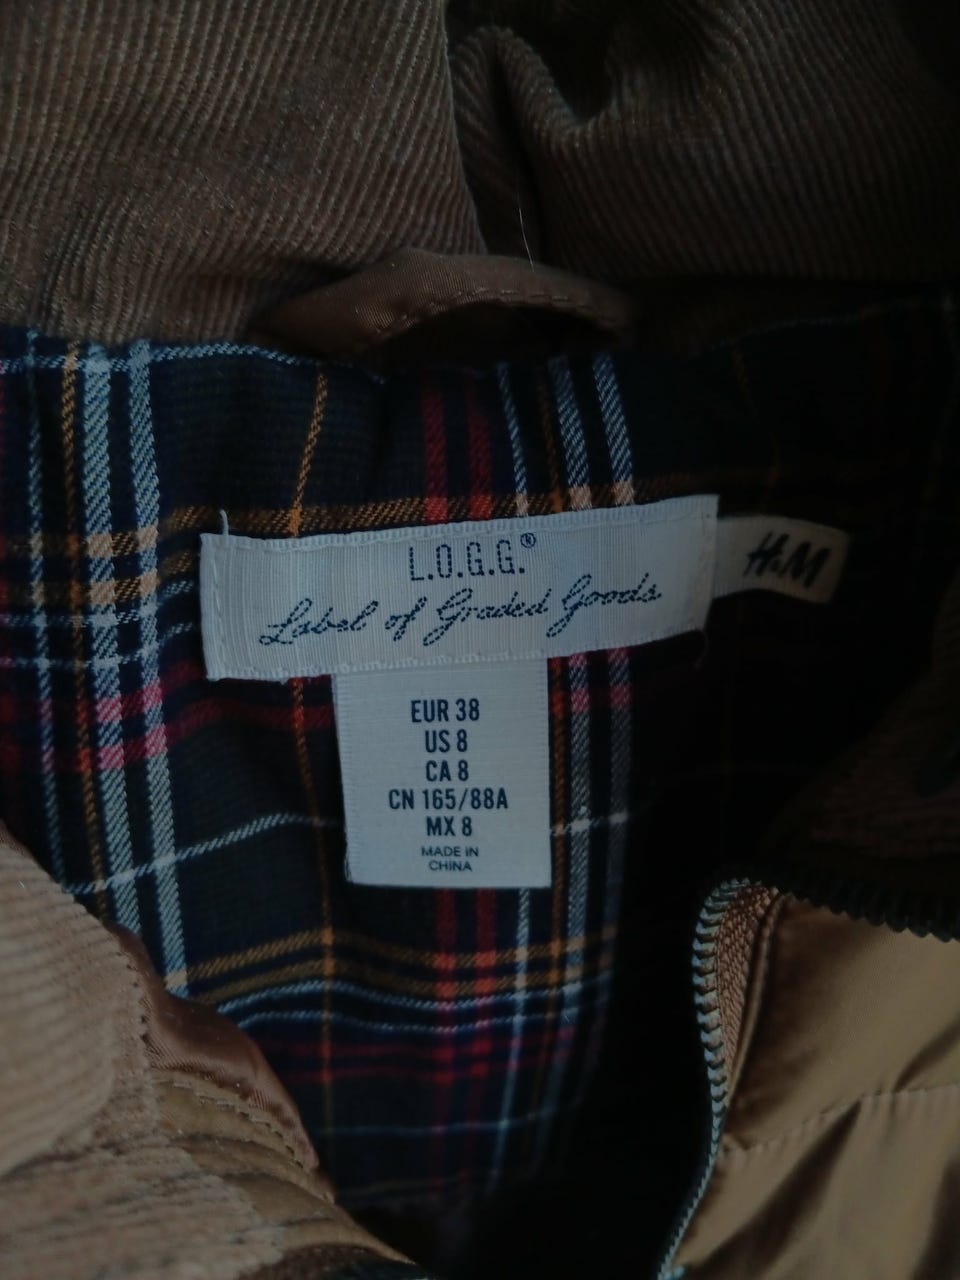 L.O.G.G.®
Label of Graded Goods
H&M
EUR 38
US 8
CA 8
CN 165/88A
MX 8
MADE IN
CHINA